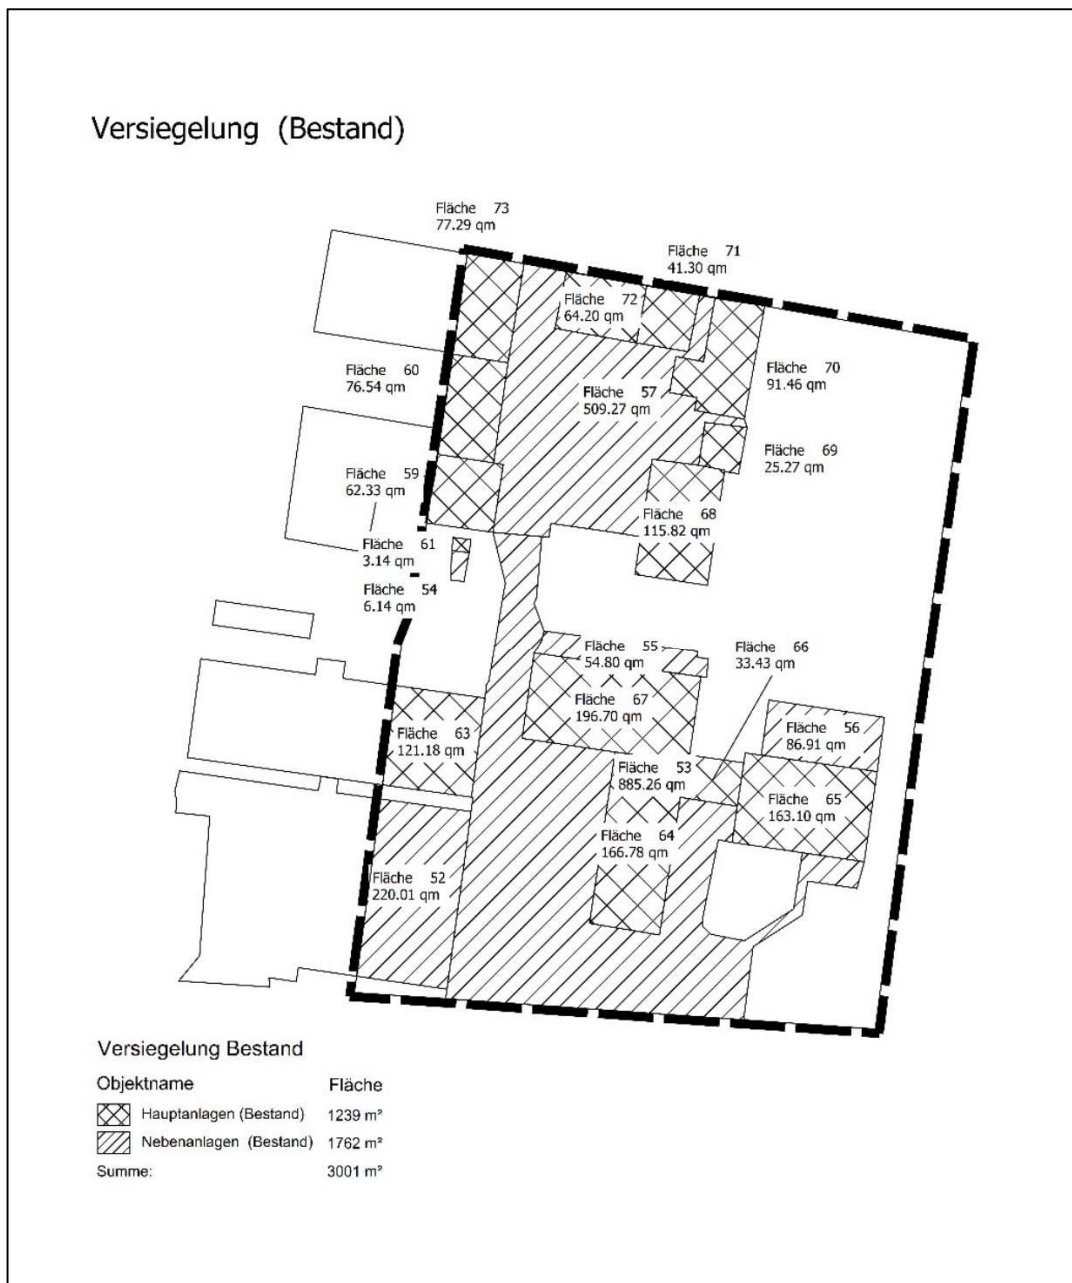 Versiegelung (Bestand)
Fläche 73
77.29 qm
Fläche 71
41.30 qm
Fläche 72
64.20 qm
Fläche 60
76.54 qm
Fläche 70
91.46 qm
Fläche 57
509.27 qm
Fläche 69
25.27 qm
Fläche 59
62.33 qm
Fläche 68
115.82 qm
Fläche 61
3.14 qm
Fläche 54
6.14 qm
Fläche 55
54.80 qm
Fläche 66
33.43 qm
Fläche 67
196.70 qm
Fläche 63
121.18 qm
Fläche 56
86.91 qm
Fläche 53
885.26 qm
Fläche 65
163.10 qm
Fläche 64
166.78 qm
Fläche 52
220.01 qm
Versiegelung Bestand
Objektname Fläche
Hauptanlagen (Bestand) 1239 m²
Nebenanlagen (Bestand) 1762 m²
Summe: 3001 m²